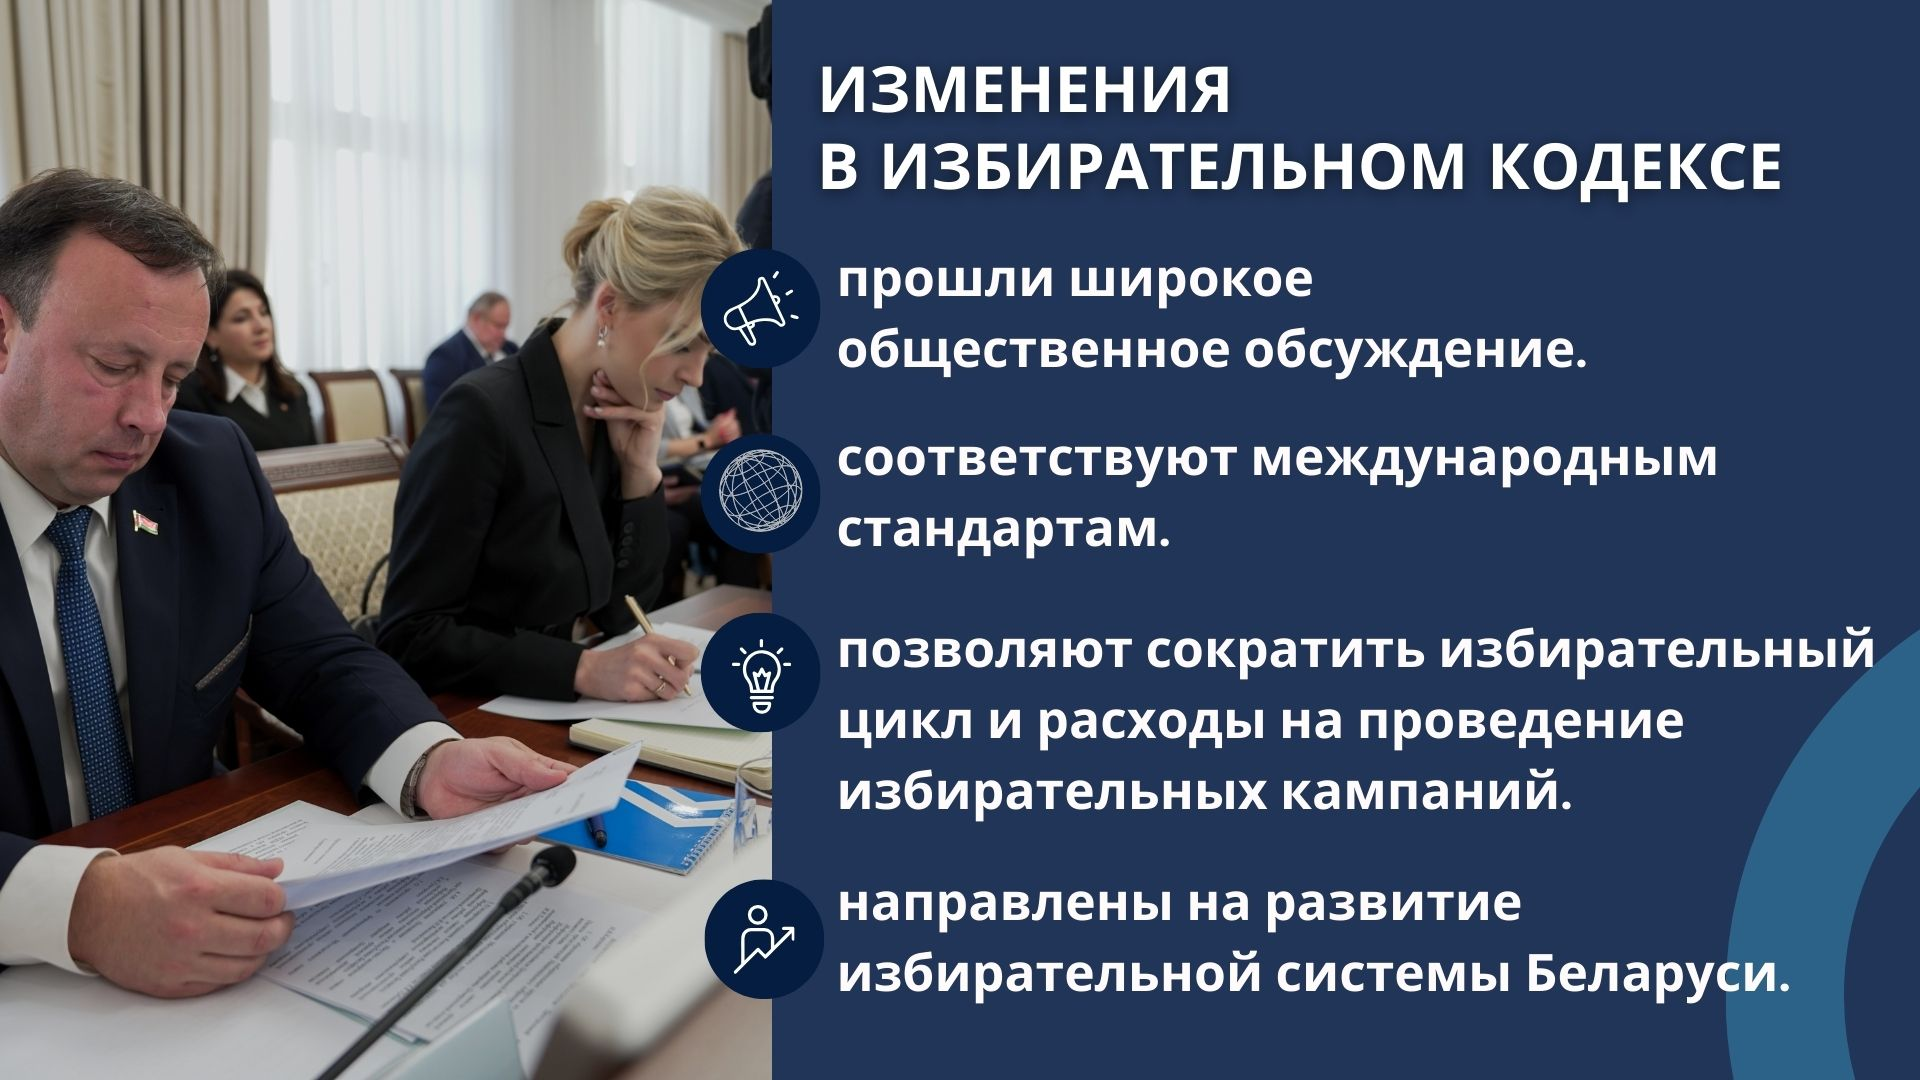 ИЗМЕНЕНИЯ
В ИЗБИРАТЕЛЬНОМ КОДЕКСЕ
прошли широкое
общественное обсуждение.
соответствуют международным
стандартам.
позволяют сократить избирательный
цикл и расходы на проведение
избирательных кампаний.
направлены на развитие
избирательной системы Беларуси.